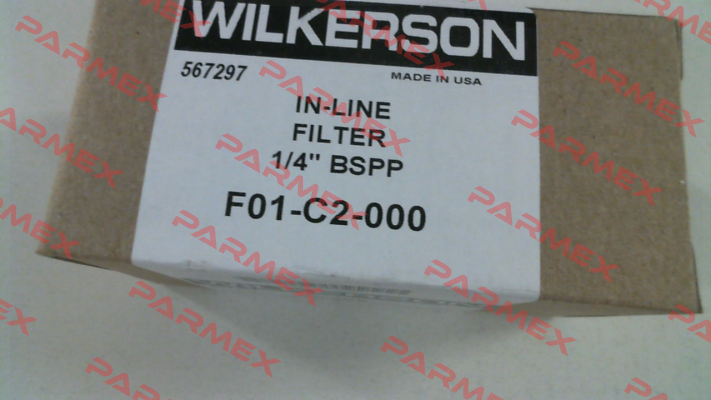 WILKERSON
567297 MADE IN USA
IN-LINE
FILTER
1/4" BSPP
F01-C2-000
PARMEX
PARMEX
PARMEX
PARMEX
PARMEX
PARMEX
PARMEX
PARMEX
PARMEX